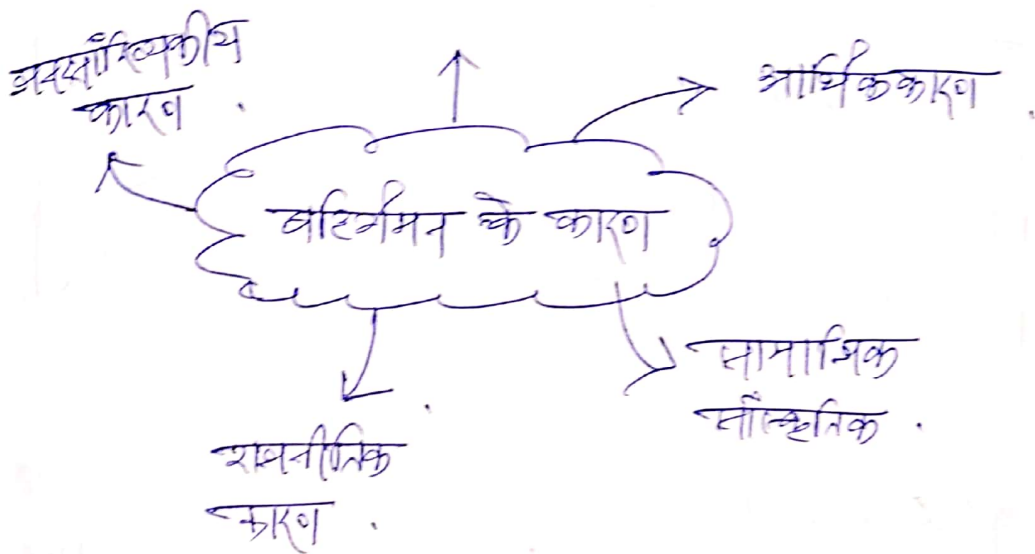 जनसांख्यिकीय
कारण .
आर्थिक कारण .
बहिर्गमन के कारण
सामाजिक
सांस्कृतिक .
राजनीतिक
कारण .